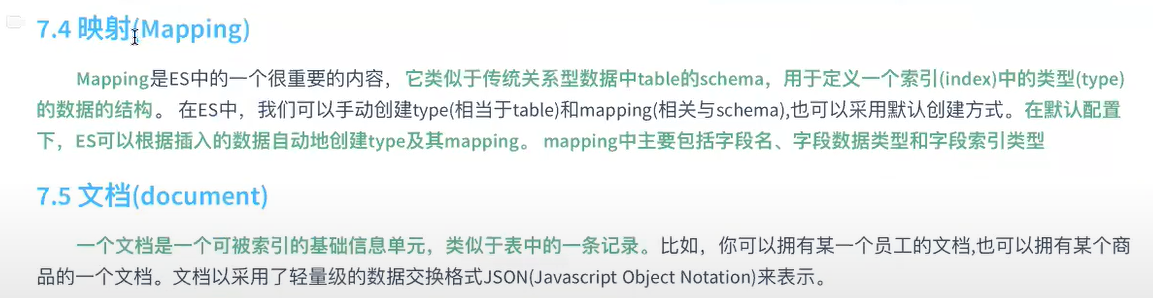 7.4 映射(Mapping)
Mapping是ES中的一个很重要的内容，它类似于传统关系型数据中table的schema，用于定义一个索引(index)中的类型(type)
的数据的结构。 在ES中，我们可以手动创建type(相当于table)和mapping(相关与schema),也可以采用默认创建方式。在默认配置
下，ES可以根据插入的数据自动地创建type及其mapping。 mapping中主要包括字段名、字段数据类型和字段索引类型
7.5 文档(document)
一个文档是一个可被索引的基础信息单元，类似于表中的一条记录。比如，你可以拥有某一个员工的文档,也可以拥有某个商
品的一个文档。文档以采用了轻量级的数据交换格式JSON(Javascript Object Notation)来表示。